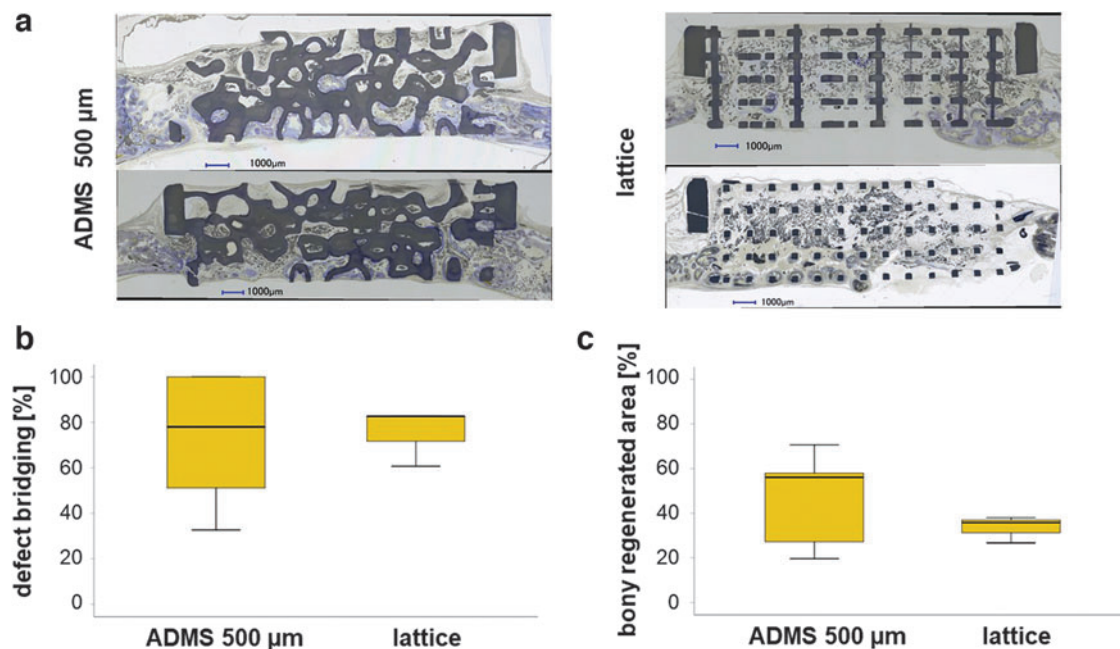 a
ADMS 500 µm
1000µm
1000µm
lattice
1000µm
1000µm
b
defect bridging [%]
100
80
60
40
20
0
ADMS 500 µm
lattice
c
bony regenerated area [%]
100
80
60
40
20
0
ADMS 500 µm
lattice